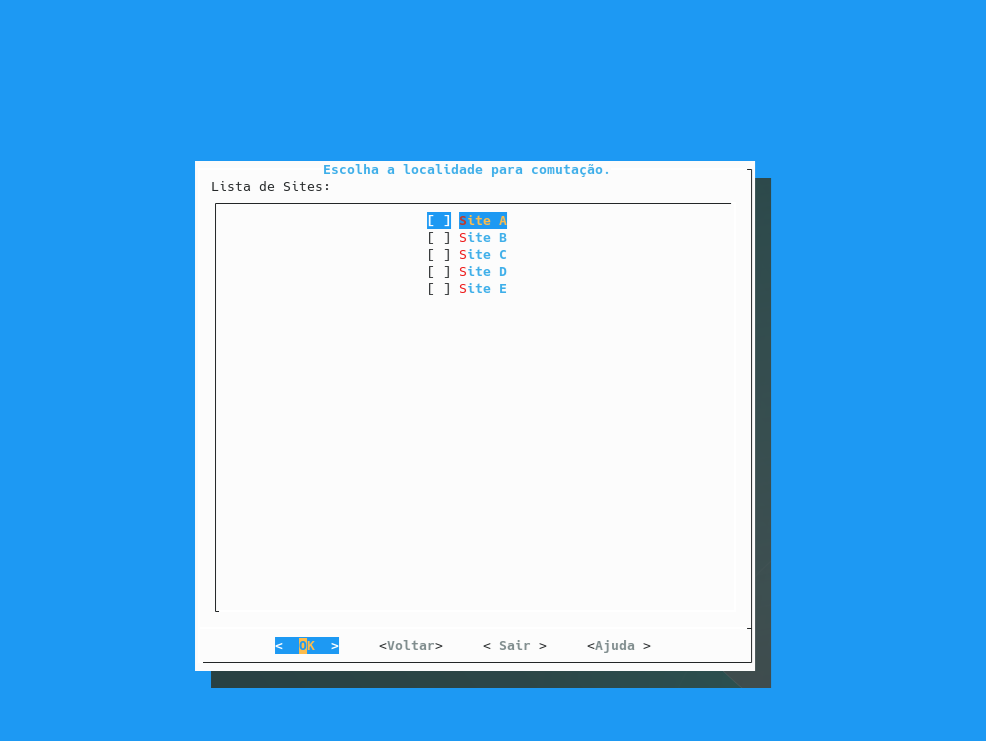 Escolha a localidade para comutação.
Lista de Sites:
[ ] Site A
[ ] Site B
[ ] Site C
[ ] Site D
[ ] Site E
<  OK  > <Voltar> < Sair > <Ajuda >